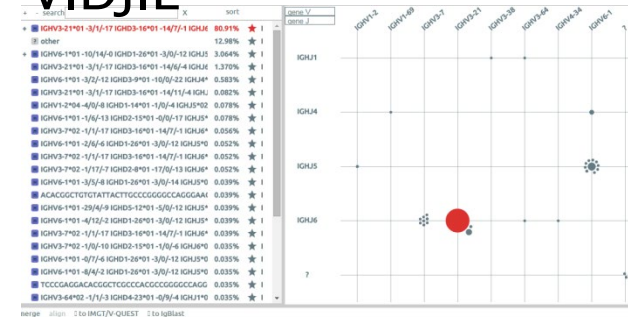 VIDJIL
+ - search X sort
+ IGHV3-21*01 -3/1/-17 IGHD3-16*01 -14/7/-1 IGHJ6 80.91% ★ I
? other 12.98% ★ I
+ IGHV6-1*01 -10/14/-0 IGHD1-26*01 -3/0/-12 IGHJ5 3.064% ★ I
IGHV3-21*01 -3/1/-17 IGHD3-16*01 -14/6/-4 IGHJ6 1.370% ★ I
IGHV6-1*01 -3/2/-12 IGHD3-9*01 -10/0/-22 IGHJ4* 0.583% ★ I
IGHV3-21*01 -3/1/-17 IGHD3-16*01 -14/11/-4 IGHJ 0.082% ★ I
IGHV1-2*04 -4/0/-8 IGHD1-14*01 -1/0/-4 IGHJ5*02 0.078% ★ I
IGHV6-1*01 -1/6/-13 IGHD2-15*01 -0/0/-17 IGHJ5* 0.078% ★ I
IGHV3-7*02 -1/1/-17 IGHD3-16*01 -14/7/-1 IGHJ6* 0.056% ★ I
IGHV6-1*01 -2/6/-6 IGHD1-26*01 -3/0/-12 IGHJ5* 0.052% ★ I
IGHV3-7*02 -1/1/-17 IGHD3-16*01 -14/7/-1 IGHJ6* 0.052% ★ I
IGHV3-7*02 -1/17/-7 IGHD2-8*01 -17/0/-13 IGHJ6* 0.052% ★ I
IGHV6-1*01 -3/5/-8 IGHD1-26*01 -3/0/-14 IGHJ5*0 0.039% ★ I
ACACGGCTGTGTATTACTTGCCCGGGGGCCAGGGAAC 0.039% ★ I
IGHV6-1*01 -29/4/-9 IGHD5-12*01 -5/0/-12 IGHJ5* 0.039% ★ I
IGHV6-1*01 -4/12/-2 IGHD1-26*01 -3/0/-12 IGHJ5* 0.039% ★ I
IGHV3-7*02 -1/1/-17 IGHD3-16*01 -14/7/-4 IGHJ6* 0.039% ★ I
IGHV3-7*02 -1/0/-10 IGHD2-15*01 -1/0/-6 IGHJ6*0 0.035% ★ I
IGHV6-1*01 -0/7/-6 IGHD1-26*01 -3/0/-12 IGHJ5*0 0.035% ★ I
IGHV6-1*01 -8/4/-2 IGHD1-26*01 -3/0/-12 IGHJ5*0 0.035% ★ I
TCCCGAGGACACGGCTCGCCCACGCCGGGGGCCAGG 0.035% ★ I
IGHV3-64*02 -1/1/-3 IGHD4-23*01 -0/9/-4 IGHJ1*0 0.035% ★ I
merge align to IMGT/V-QUEST to IgBlast
gene V
gene J
IGHV1-2 IGHV1-69 IGHV3-7 IGHV3-21 IGHV3-38 IGHV3-64 IGHV4-34 IGHV6-1 ?
IGHJ1
IGHJ4
IGHJ5
IGHJ6
?